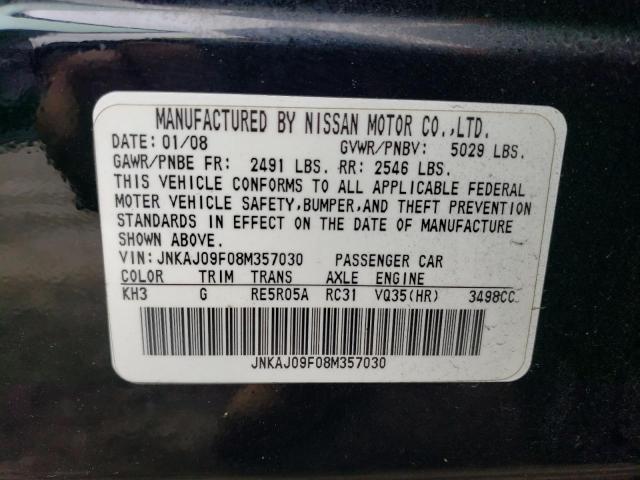 MANUFACTURED BY NISSAN MOTOR CO.,LTD.
DATE: 01/08 GVWR/PNBV: 5029 LBS.
GAWR/PNBE FR: 2491 LBS. RR: 2546 LBS.
THIS VEHICLE CONFORMS TO ALL APPLICABLE FEDERAL
MOTOR VEHICLE SAFETY,BUMPER,AND THEFT PREVENTION
STANDARDS IN EFFECT ON THE DATE OF MANUFACTURE
SHOWN ABOVE.
VIN:JNKAJ09F08M357030 PASSENGER CAR
COLOR TRIM TRANS AXLE ENGINE
KH3 G RE5R05A RC31 VQ35(HR) 3498CC
JNKAJ09F08M357030